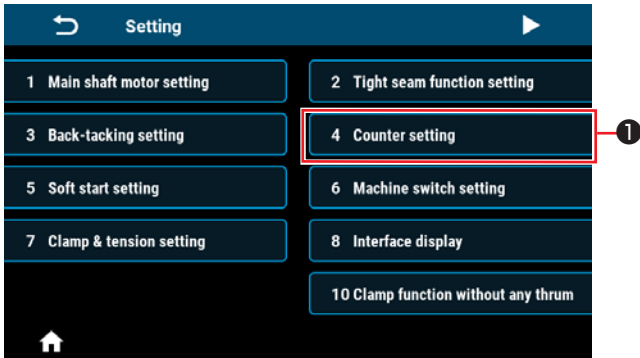 Setting
1 Main shaft motor setting
2 Tight seam function setting
3 Back-tacking setting
4 Counter setting
❶
5 Soft start setting
6 Machine switch setting
7 Clamp & tension setting
8 Interface display
10 Clamp function without any thrum